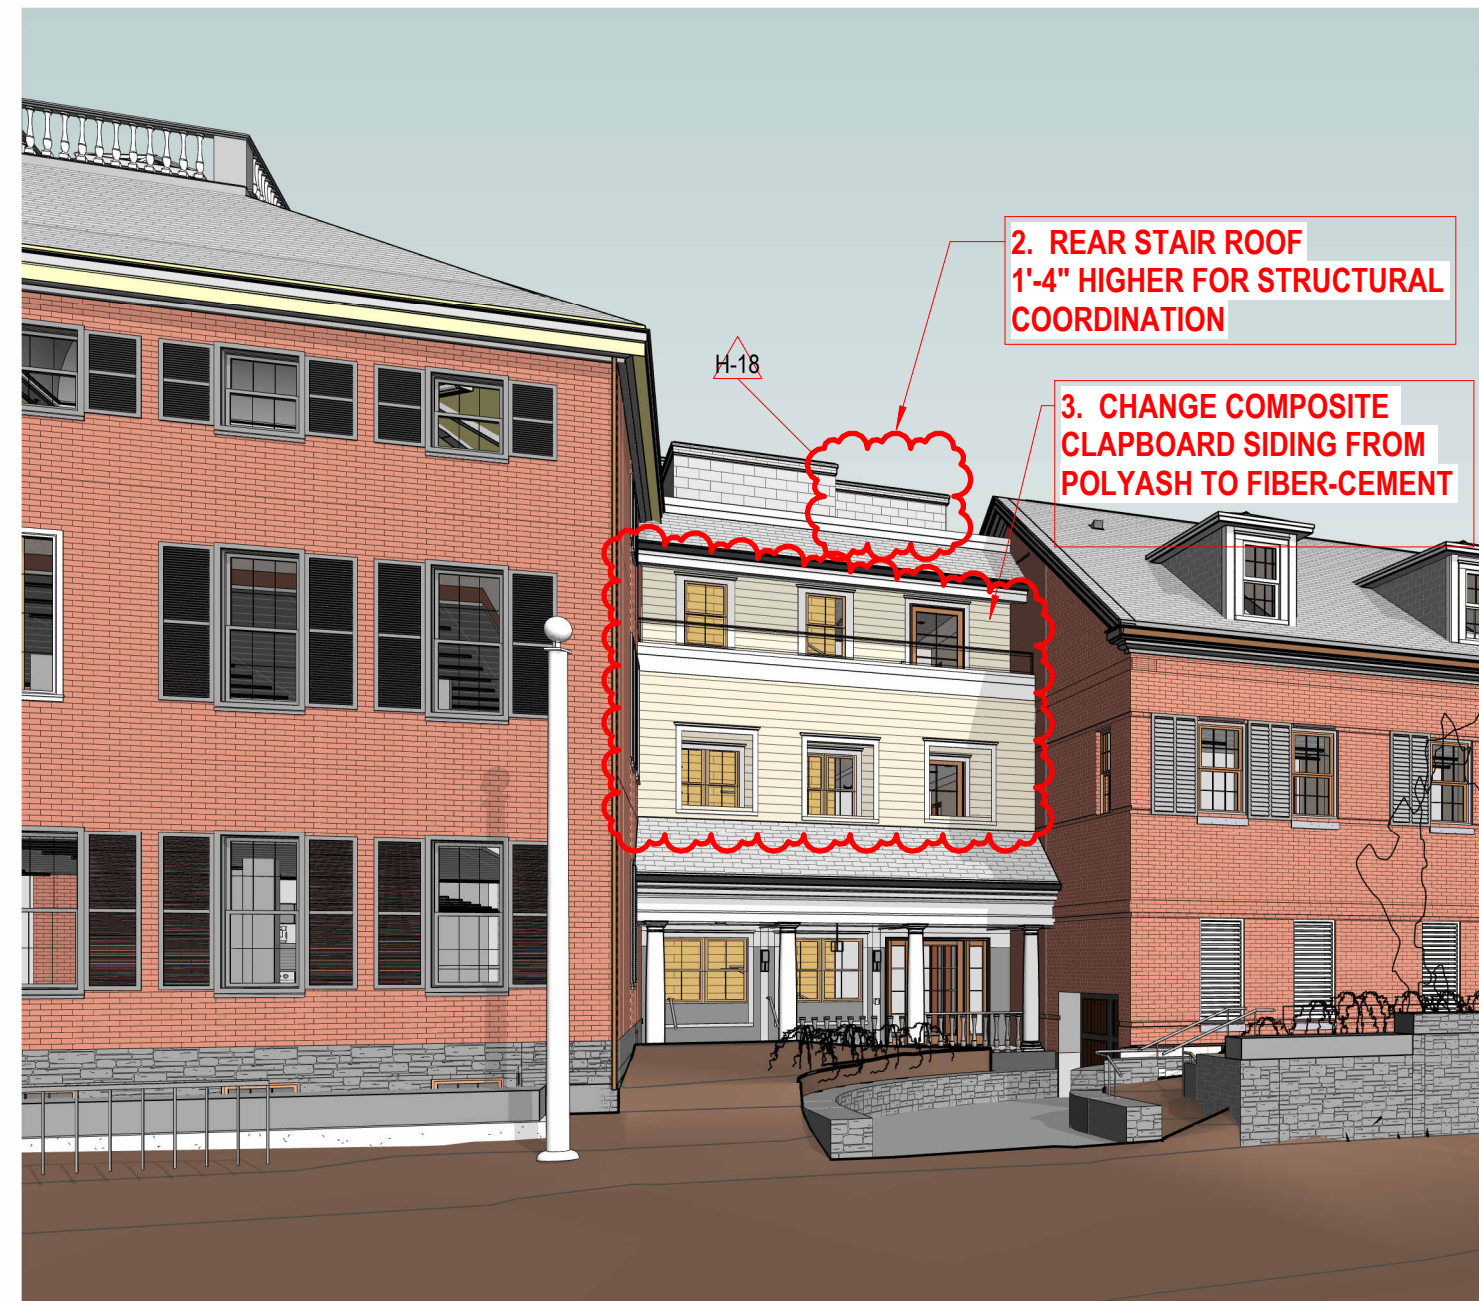 2. REAR STAIR ROOF
1'-4" HIGHER FOR STRUCTURAL
COORDINATION
H-18
3. CHANGE COMPOSITE
CLAPBOARD SIDING FROM
POLYASH TO FIBER-CEMENT